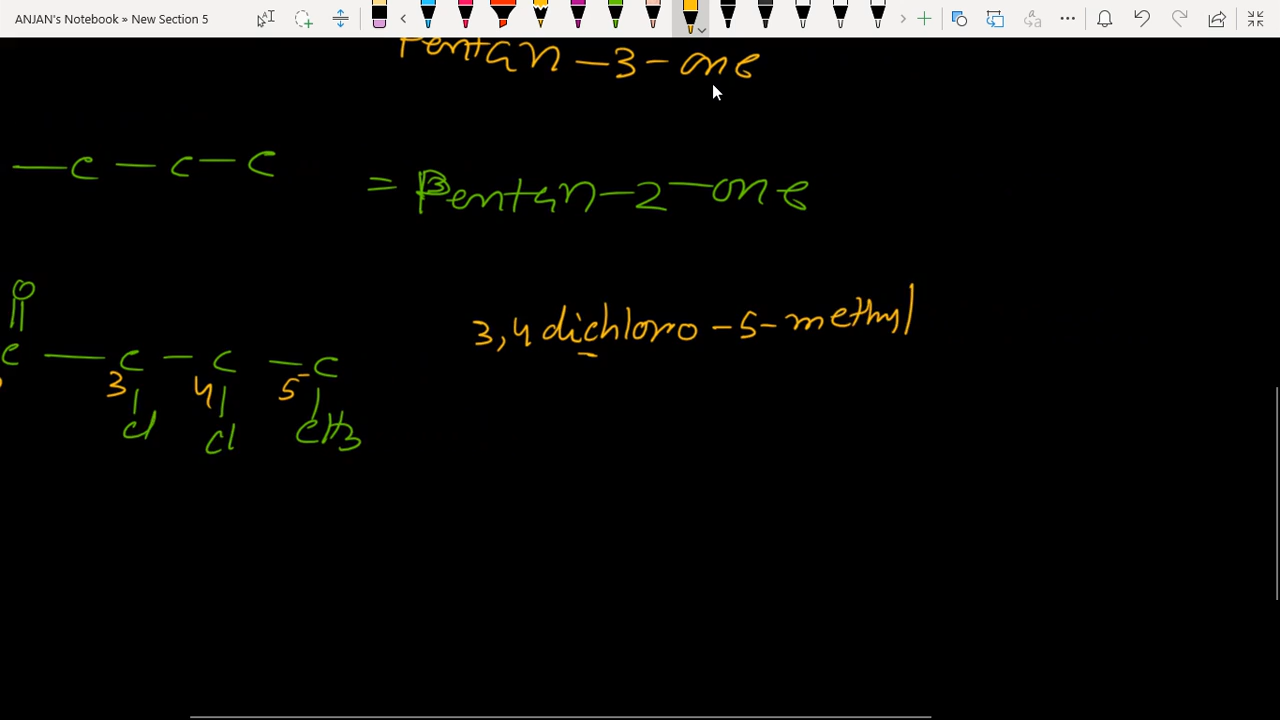 ANJAN's Notebook » New Section 5
Pentan-3-one
-C-C-C
= Pentan-2-one
O
C-C-C-C
3 4 5
Cl Cl CH3
3,4 dichloro-5-methyl